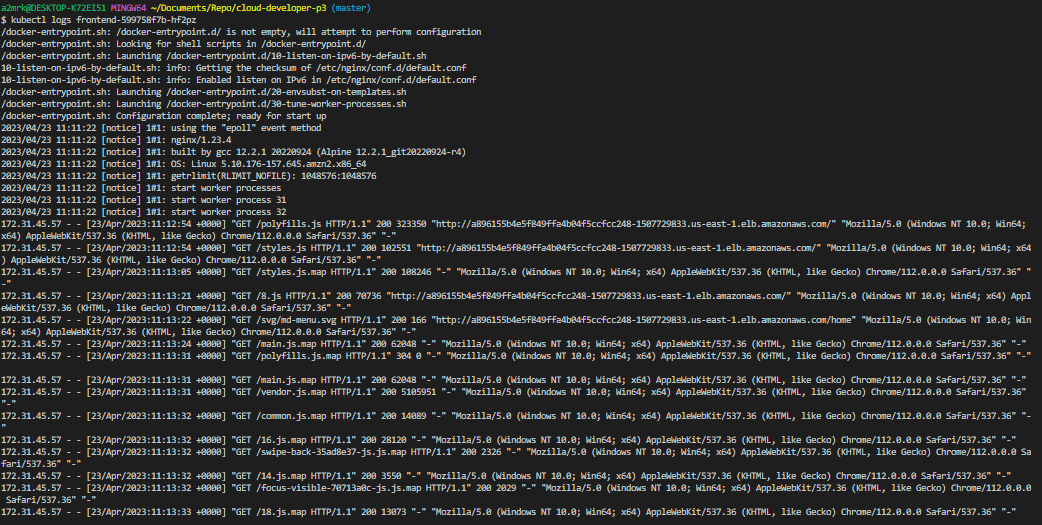 a2mrk@DESKTOP-K72EI51 MINGW64 ~/Documents/Repo/cloud-developer-p3 (master)
$ kubectl logs frontend-599758f7b-hf2pz
/docker-entrypoint.sh: /docker-entrypoint.d/ is not empty, will attempt to perform configuration
/docker-entrypoint.sh: Looking for shell scripts in /docker-entrypoint.d/
/docker-entrypoint.sh: Launching /docker-entrypoint.d/10-listen-on-ipv6-by-default.sh
10-listen-on-ipv6-by-default.sh: info: Getting the checksum of /etc/nginx/conf.d/default.conf
10-listen-on-ipv6-by-default.sh: info: Enabled listen on IPv6 in /etc/nginx/conf.d/default.conf
/docker-entrypoint.sh: Launching /docker-entrypoint.d/20-envsubst-on-templates.sh
/docker-entrypoint.sh: Launching /docker-entrypoint.d/30-tune-worker-processes.sh
/docker-entrypoint.sh: Configuration complete; ready for start up
2023/04/23 11:11:22 [notice] 1#1: using the "epoll" event method
2023/04/23 11:11:22 [notice] 1#1: nginx/1.23.4
2023/04/23 11:11:22 [notice] 1#1: built by gcc 12.2.1 20220924 (Alpine 12.2.1_git20220924-r4)
2023/04/23 11:11:22 [notice] 1#1: OS: Linux 5.10.176-157.645.amzn2.x86_64
2023/04/23 11:11:22 [notice] 1#1: getrlimit(RLIMIT_NOFILE): 1048576:1048576
2023/04/23 11:11:22 [notice] 1#1: start worker processes
2023/04/23 11:11:22 [notice] 1#1: start worker process 31
2023/04/23 11:11:22 [notice] 1#1: start worker process 32
172.31.45.57 - - [23/Apr/2023:11:12:54 +0000] "GET /polyfills.js HTTP/1.1" 200 323350 "http://a896155b4e5f849ffa4b04f5ccfcc248-1507729833.us-east-1.elb.amazonaws.com/" "Mozilla/5.0 (Windows NT 10.0; Win64;
x64) AppleWebKit/537.36 (KHTML, like Gecko) Chrome/112.0.0.0 Safari/537.36" "-"
172.31.45.57 - - [23/Apr/2023:11:12:54 +0000] "GET /styles.js HTTP/1.1" 200 102551 "http://a896155b4e5f849ffa4b04f5ccfcc248-1507729833.us-east-1.elb.amazonaws.com/" "Mozilla/5.0 (Windows NT 10.0; Win64; x64
) AppleWebKit/537.36 (KHTML, like Gecko) Chrome/112.0.0.0 Safari/537.36" "-"
172.31.45.57 - - [23/Apr/2023:11:13:05 +0000] "GET /styles.js.map HTTP/1.1" 200 108246 "-" "Mozilla/5.0 (Windows NT 10.0; Win64; x64) AppleWebKit/537.36 (KHTML, like Gecko) Chrome/112.0.0.0 Safari/537.36" "
-"
172.31.45.57 - - [23/Apr/2023:11:13:21 +0000] "GET /8.js HTTP/1.1" 200 70736 "http://a896155b4e5f849ffa4b04f5ccfcc248-1507729833.us-east-1.elb.amazonaws.com/" "Mozilla/5.0 (Windows NT 10.0; Win64; x64) Appl
eWebKit/537.36 (KHTML, like Gecko) Chrome/112.0.0.0 Safari/537.36" "-"
172.31.45.57 - - [23/Apr/2023:11:13:22 +0000] "GET /svg/md-menu.svg HTTP/1.1" 200 166 "http://a896155b4e5f849ffa4b04f5ccfcc248-1507729833.us-east-1.elb.amazonaws.com/home" "Mozilla/5.0 (Windows NT 10.0; Win
64; x64) AppleWebKit/537.36 (KHTML, like Gecko) Chrome/112.0.0.0 Safari/537.36" "-"
172.31.45.57 - - [23/Apr/2023:11:13:24 +0000] "GET /main.js.map HTTP/1.1" 200 62048 "-" "Mozilla/5.0 (Windows NT 10.0; Win64; x64) AppleWebKit/537.36 (KHTML, like Gecko) Chrome/112.0.0.0 Safari/537.36" "-"
172.31.45.57 - - [23/Apr/2023:11:13:31 +0000] "GET /polyfills.js.map HTTP/1.1" 304 0 "-" "Mozilla/5.0 (Windows NT 10.0; Win64; x64) AppleWebKit/537.36 (KHTML, like Gecko) Chrome/112.0.0.0 Safari/537.36" "-"
172.31.45.57 - - [23/Apr/2023:11:13:31 +0000] "GET /main.js.map HTTP/1.1" 200 62048 "-" "Mozilla/5.0 (Windows NT 10.0; Win64; x64) AppleWebKit/537.36 (KHTML, like Gecko) Chrome/112.0.0.0 Safari/537.36" "-"
172.31.45.57 - - [23/Apr/2023:11:13:31 +0000] "GET /vendor.js.map HTTP/1.1" 200 5105951 "-" "Mozilla/5.0 (Windows NT 10.0; Win64; x64) AppleWebKit/537.36 (KHTML, like Gecko) Chrome/112.0.0.0 Safari/537.36"
"-"
172.31.45.57 - - [23/Apr/2023:11:13:32 +0000] "GET /common.js.map HTTP/1.1" 200 14089 "-" "Mozilla/5.0 (Windows NT 10.0; Win64; x64) AppleWebKit/537.36 (KHTML, like Gecko) Chrome/112.0.0.0 Safari/537.36" "-
"
172.31.45.57 - - [23/Apr/2023:11:13:32 +0000] "GET /16.js.map HTTP/1.1" 200 28120 "-" "Mozilla/5.0 (Windows NT 10.0; Win64; x64) AppleWebKit/537.36 (KHTML, like Gecko) Chrome/112.0.0.0 Safari/537.36" "-"
172.31.45.57 - - [23/Apr/2023:11:13:32 +0000] "GET /swipe-back-35ad8e37-js.js.map HTTP/1.1" 200 2326 "-" "Mozilla/5.0 (Windows NT 10.0; Win64; x64) AppleWebKit/537.36 (KHTML, like Gecko) Chrome/112.0.0.0 Sa
fari/537.36" "-"
172.31.45.57 - - [23/Apr/2023:11:13:32 +0000] "GET /14.js.map HTTP/1.1" 200 3550 "-" "Mozilla/5.0 (Windows NT 10.0; Win64; x64) AppleWebKit/537.36 (KHTML, like Gecko) Chrome/112.0.0.0 Safari/537.36" "-"
172.31.45.57 - - [23/Apr/2023:11:13:32 +0000] "GET /focus-visible-70713a0c-js.js.map HTTP/1.1" 200 2029 "-" "Mozilla/5.0 (Windows NT 10.0; Win64; x64) AppleWebKit/537.36 (KHTML, like Gecko) Chrome/112.0.0.0
Safari/537.36" "-"
172.31.45.57 - - [23/Apr/2023:11:13:33 +0000] "GET /18.js.map HTTP/1.1" 200 13073 "-" "Mozilla/5.0 (Windows NT 10.0; Win64; x64) AppleWebKit/537.36 (KHTML, like Gecko) Chrome/112.0.0.0 Safari/537.36" "-"